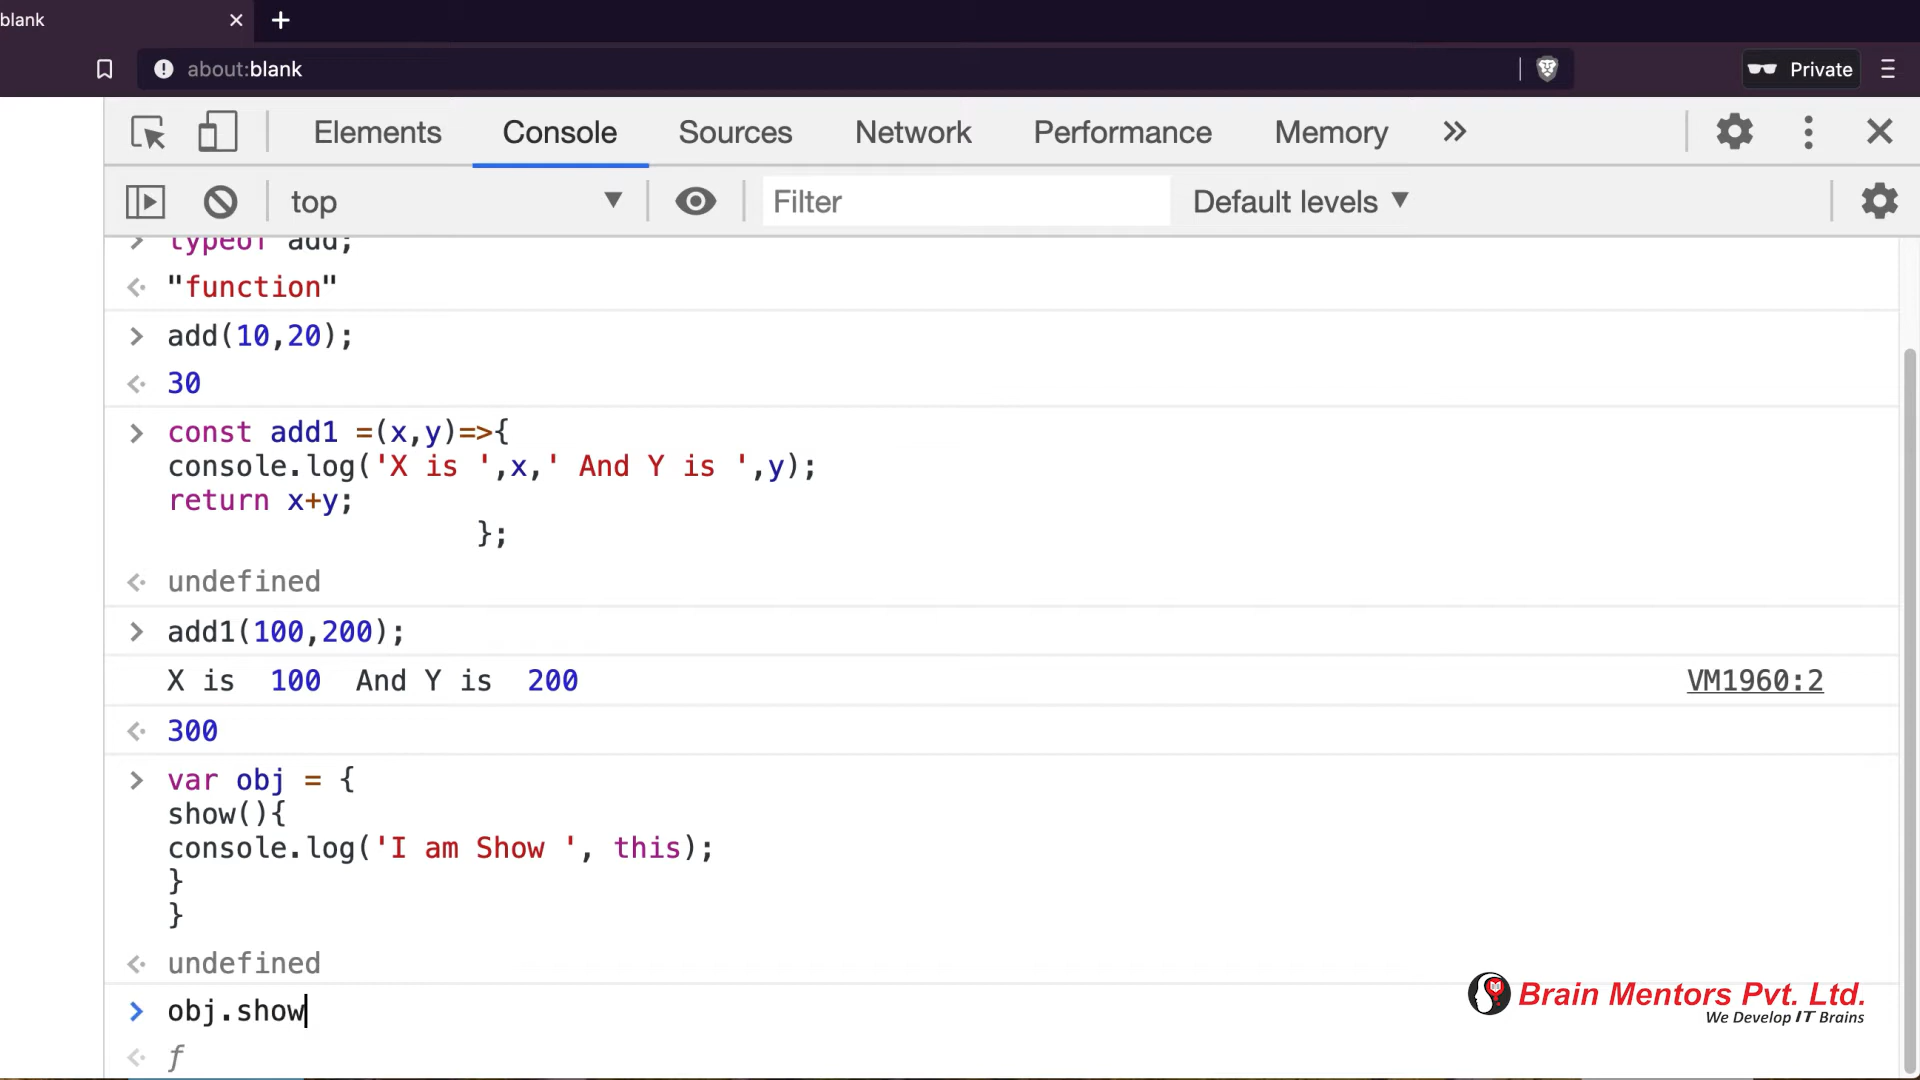 blank
about:blank
Private
Elements Console Sources Network Performance Memory
top Filter Default levels
typeof add;
"function"
add(10,20);
30
const add1 =(x,y)=>{
console.log('X is ',x,' And Y is ',y);
return x+y;
};
undefined
add1(100,200);
X is 100 And Y is 200 VM1960:2
300
var obj = {
show(){
console.log('I am Show ', this);
}
}
undefined
obj.show
f
Brain Mentors Pvt. Ltd.
We Develop IT Brains